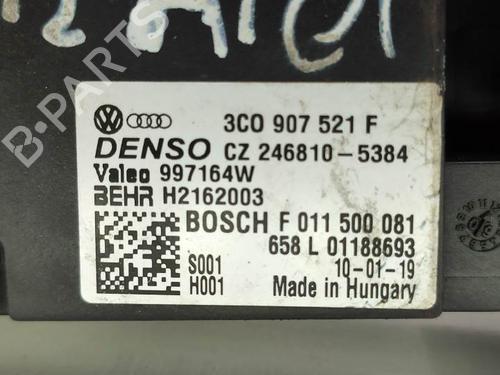 3C0 907 521 F
DENSO CZ 246810-5384
Valeo 997164W
BEHR H2162003
BOSCH F 011 500 081
658 L 01188693
S001 10-01-19
H001 Made in Hungary